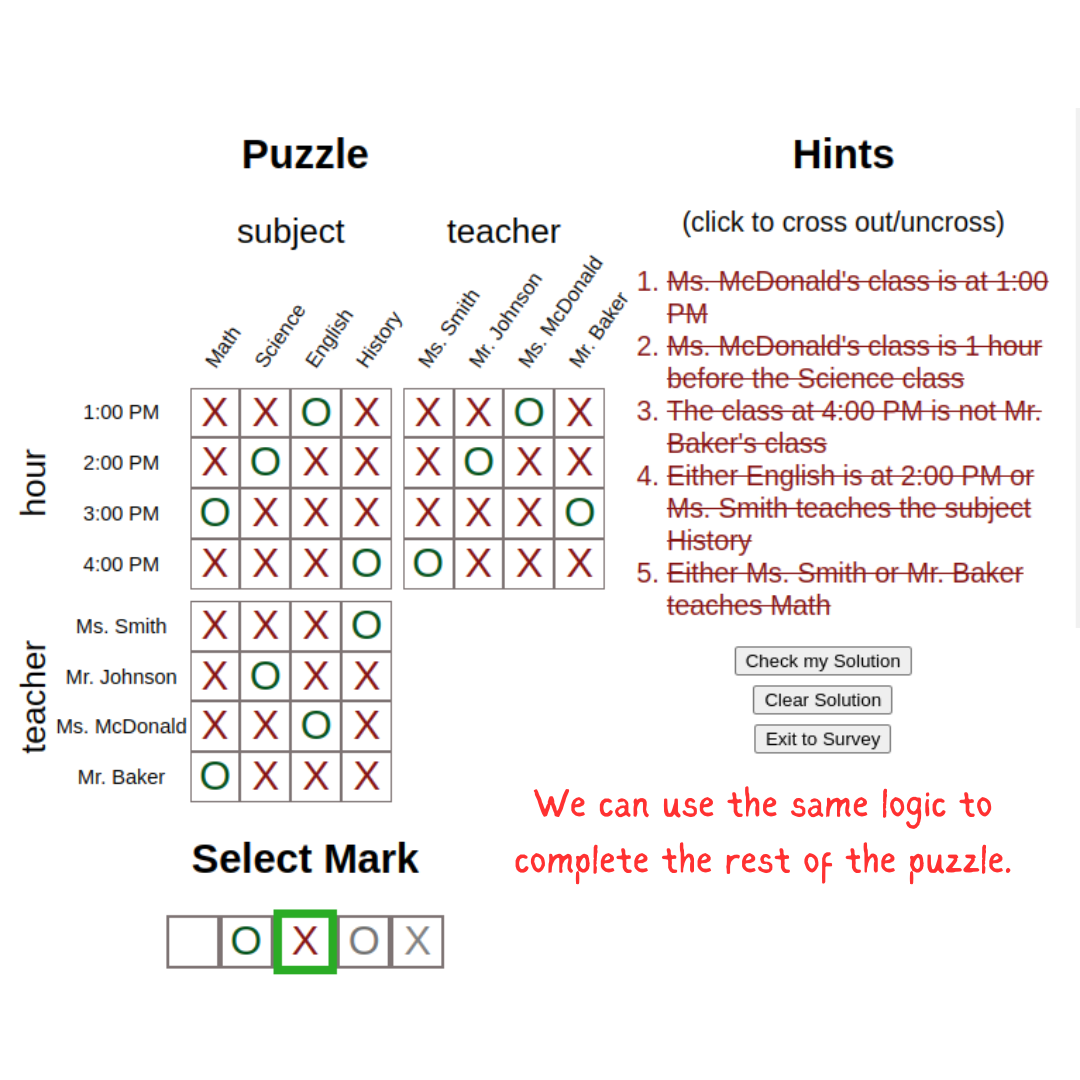 Puzzle
Hints
subject
teacher
(click to cross out/uncross)
Math
Science
English
History
Ms. Smith
Mr. Johnson
Ms. McDonald
Mr. Baker
hour
1:00 PM X X O X X X O X
2:00 PM X O X X X O X X
3:00 PM O X X X X X X O
4:00 PM X X X O O X X X
teacher
Ms. Smith X X X O
Mr. Johnson X O X X
Ms. McDonald X X O X
Mr. Baker O X X X
1. Ms. McDonald's class is at 1:00
PM
2. Ms. McDonald's class is 1 hour
before the Science class
3. The class at 4:00 PM is not Mr.
Baker's class
4. Either English is at 2:00 PM or
Ms. Smith teaches the subject
History
5. Either Ms. Smith or Mr. Baker
teaches Math
Check my Solution
Clear Solution
Exit to Survey
We can use the same logic to
complete the rest of the puzzle.
Select Mark
O X O X